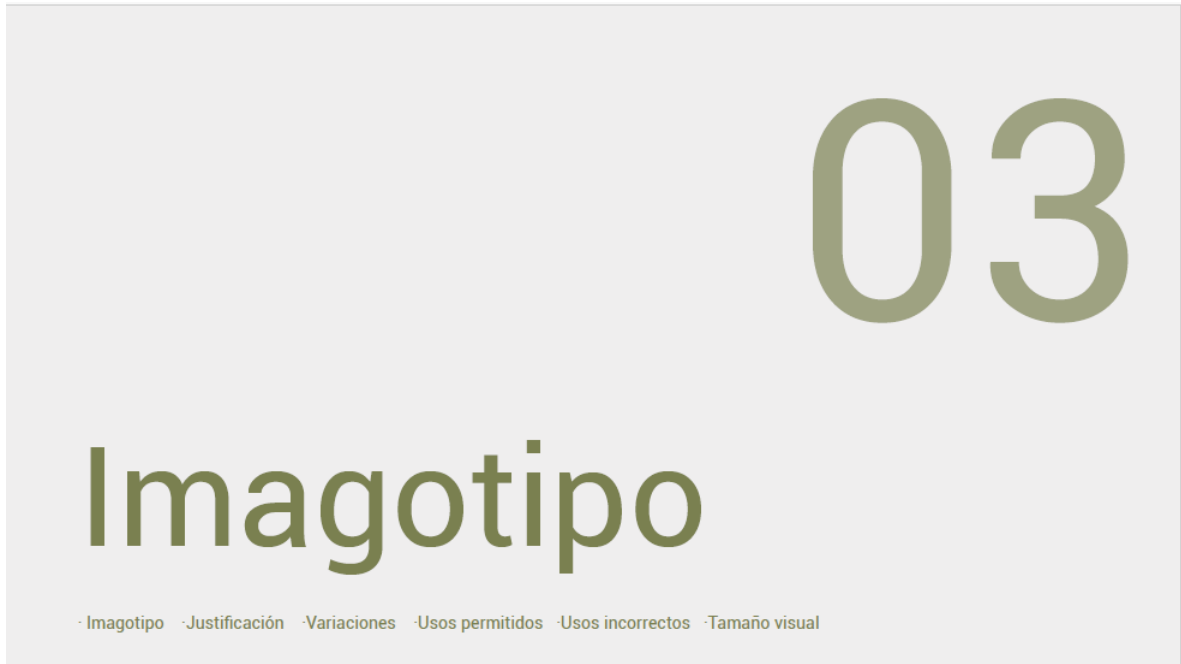 03
Imagotipo
· Imagotipo ·Justificación ·Variaciones ·Usos permitidos ·Usos incorrectos ·Tamaño visual